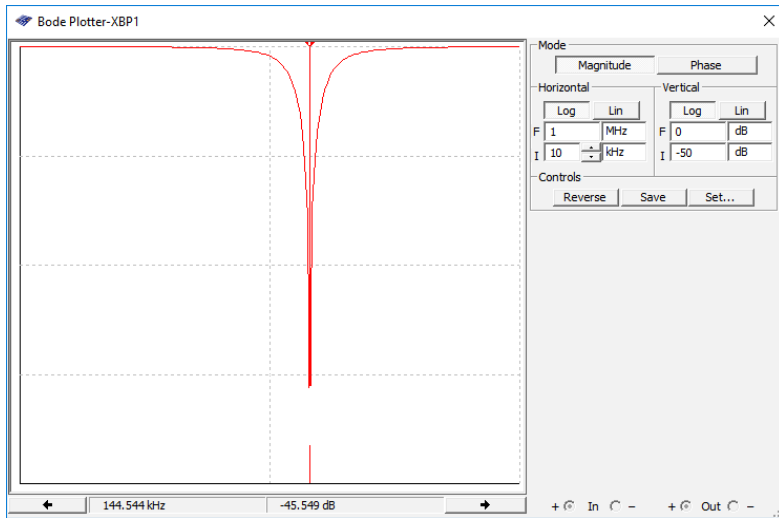 Bode Plotter-XBP1
Mode
Magnitude Phase
Horizontal Vertical
Log Lin Log Lin
F 1 MHz F 0 dB
I 10 kHz I -50 dB
Controls
Reverse Save Set...
144.544 kHz -45.549 dB + In - + Out -